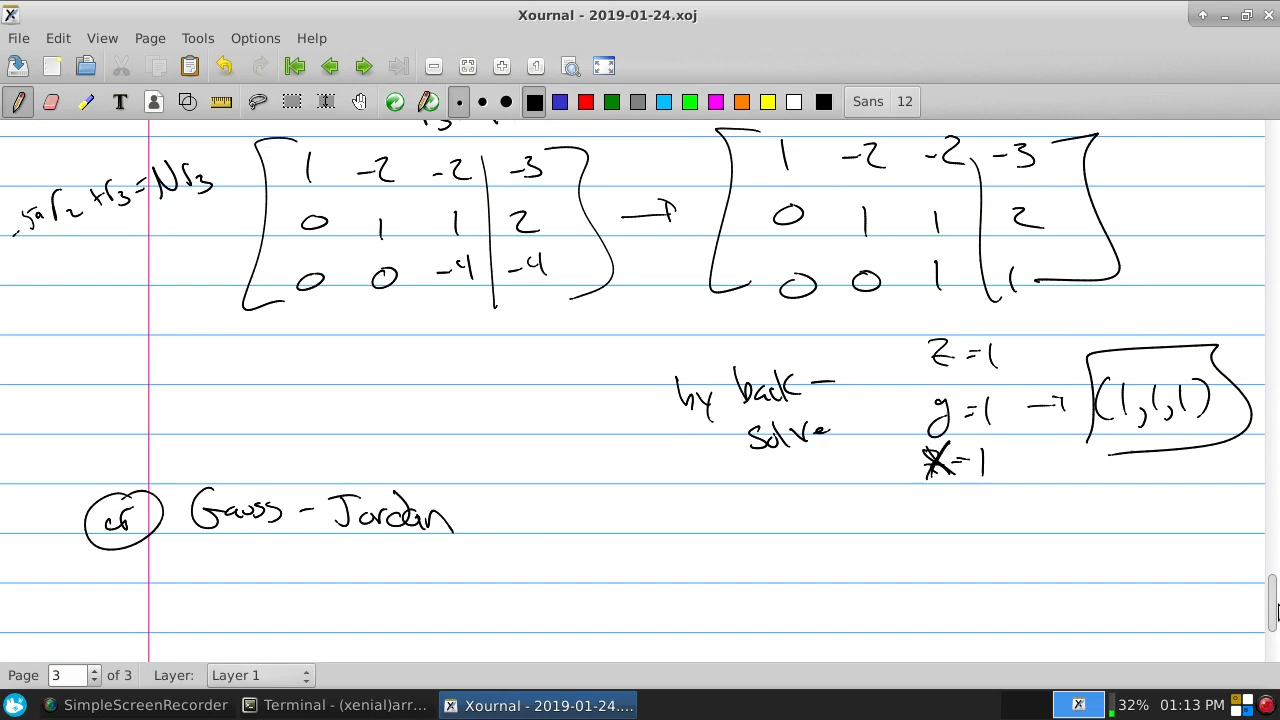 Xournal - 2019-01-24.xoj
File Edit View Page Tools Options Help
Sans 12
r2 + r3 = Nr3
1 -2 -2 -3
0 1 1 2
0 0 -4 -4
→
1 -2 -2 -3
0 1 1 2
0 0 1 1
z = 1
by back-
solve
y = 1 → (1,1,1)
x = 1
Gauss - Jordan
Page 3 of 3 Layer: Layer 1
SimpleScreenRecorder Terminal - (xenial)arr... Xournal - 2019-01-24.... 32% 01:13 PM